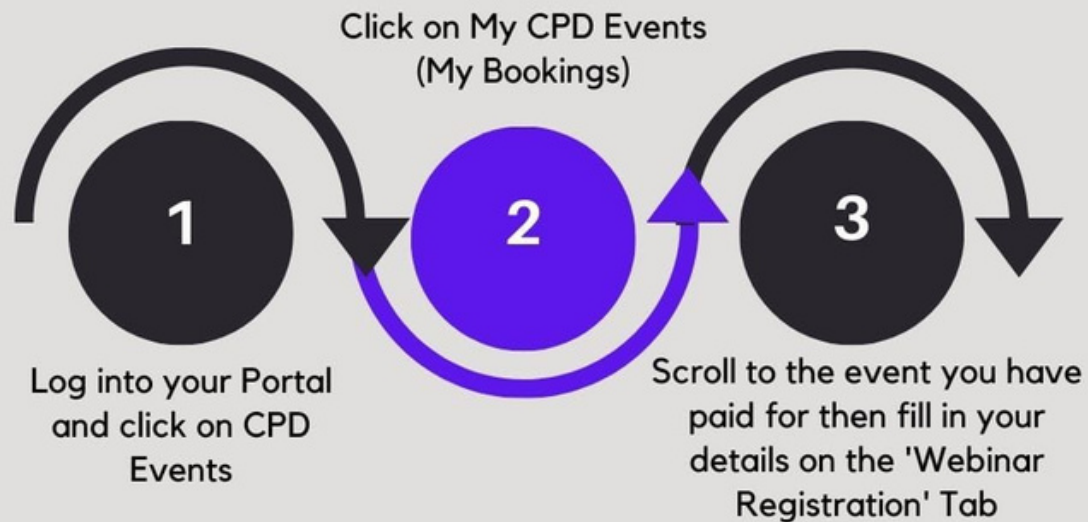 1
Log into your Portal
and click on CPD
Events
Click on My CPD Events
(My Bookings)
2
3
Scroll to the event you have
paid for then fill in your
details on the 'Webinar
Registration' Tab